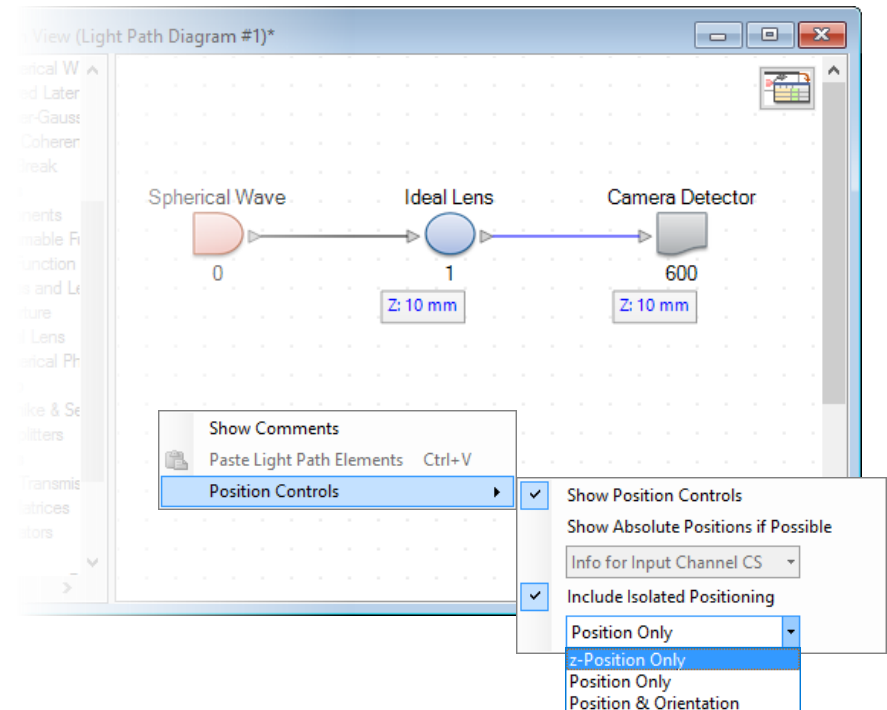 View (Light Path Diagram #1)*
Spherical Wave
Ideal Lens
Camera Detector
0
1
600
Z: 10 mm
Z: 10 mm
Show Comments
Paste Light Path Elements Ctrl+V
Position Controls
Show Position Controls
Show Absolute Positions if Possible
Info for Input Channel CS
Include Isolated Positioning
Position Only
z-Position Only
Position Only
Position & Orientation